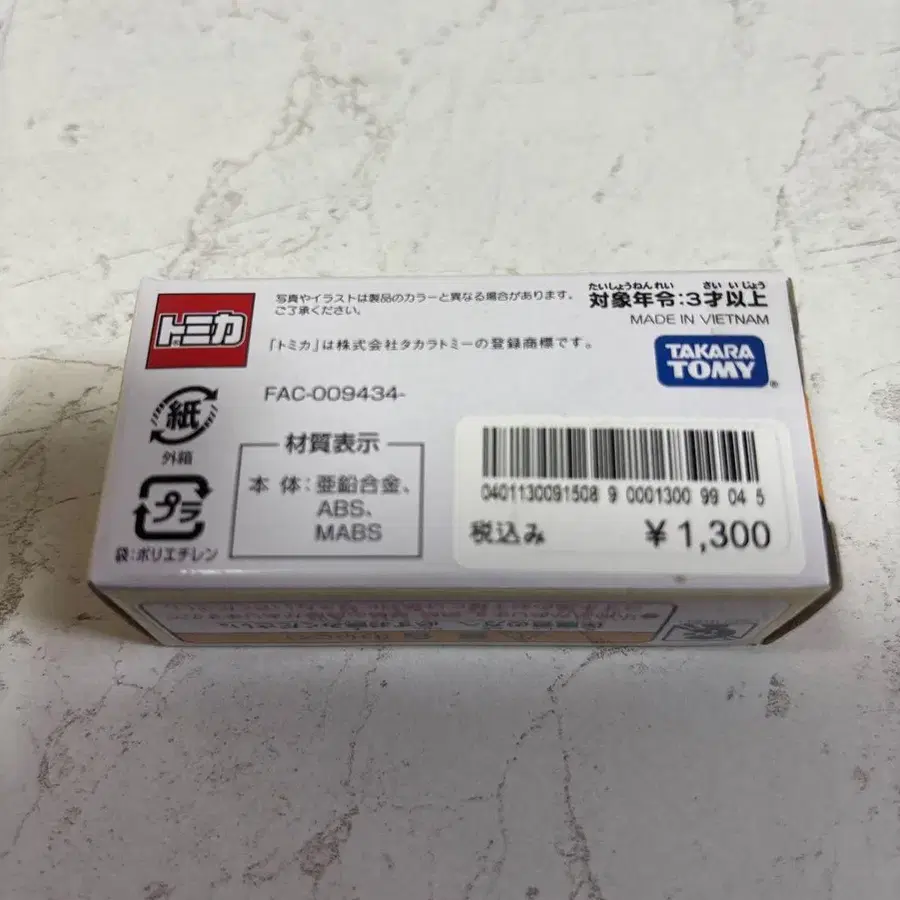 トミカ
写真やイラストは製品のカラーと異なる場合があります。
ご了承ください。
「トミカ」は株式会社タカラトミーの登録商標です。
たいしょうねんれい さい いじょう
対象年令:3才以上
MADE IN VIETNAM
TAKARA
TOMY
FAC-009434-
紙
外箱
プラ
袋:ポリエチレン
材質表示
本 体:亜鉛合金、
ABS、
MABS
0401130091508 9 0001300 99 04 5
税込み ¥1,300